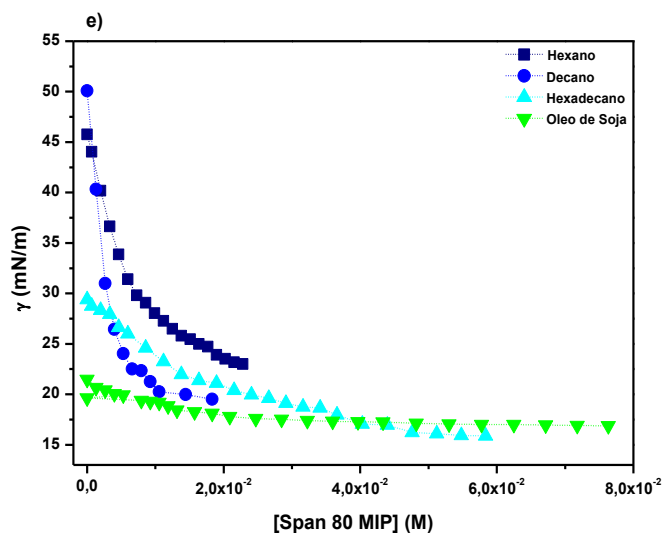 e)
55
50
45
40
35
30
25
20
15
γ (mN/m)
Hexano
Decano
Hexadecano
Oleo de Soja
0,0
2,0x10⁻²
4,0x10⁻²
6,0x10⁻²
8,0x10⁻²
[Span 80 MIP] (M)